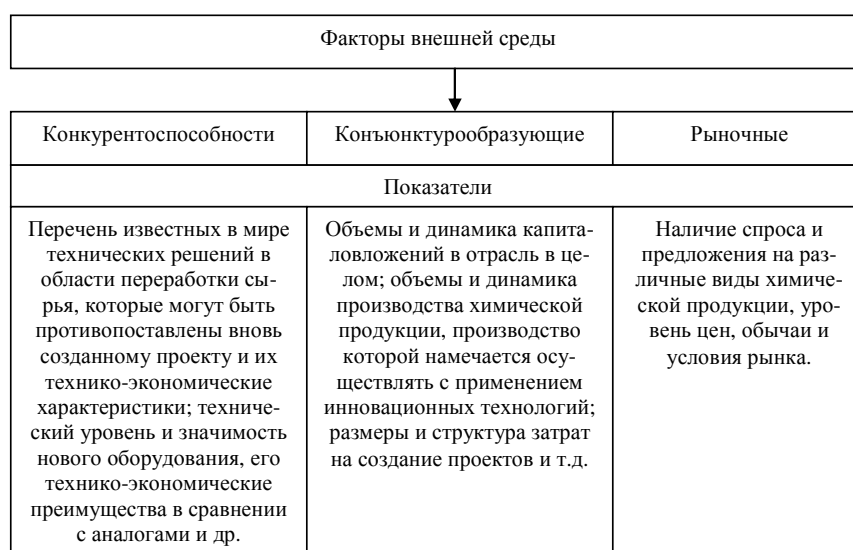 Факторы внешней среды
Конкурентоспособности
Конъюнктурообразующие
Рыночные
Показатели
Перечень известных в мире
технических решений в
области переработки сы-
рья, которые могут быть
противопоставлены вновь
созданному проекту и их
технико-экономические
характеристики; техниче-
ский уровень и значимость
нового оборудования, его
технико-экономические
преимущества в сравнении
с аналогами и др.
Объемы и динамика капита-
ловложений в отрасль в це-
лом; объемы и динамика
производства химической
продукции, производство
которой намечается осу-
ществлять с применением
инновационных технологий;
размеры и структура затрат
на создание проектов и т.д.
Наличие спроса и
предложения на раз-
личные виды химиче-
ской продукции, уро-
вень цен, обычаи и
условия рынка.